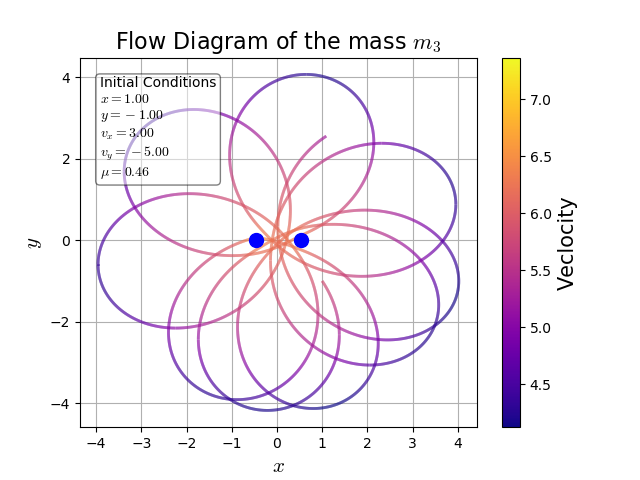 Flow Diagram of the mass m₃
Initial Conditions
x = 1.00
y = −1.00
vₓ = 3.00
v_y = −5.00
μ = 0.46
4
2
0
−2
−4
y
−4 −3 −2 −1 0 1 2 3 4
x
7.0
6.5
6.0
5.5
5.0
4.5
Veclocity